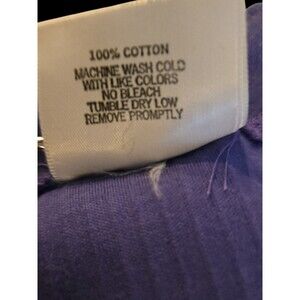 100% COTTON
MACHINE WASH COLD
WITH LIKE COLORS
NO BLEACH
TUMBLE DRY LOW
REMOVE PROMPTLY